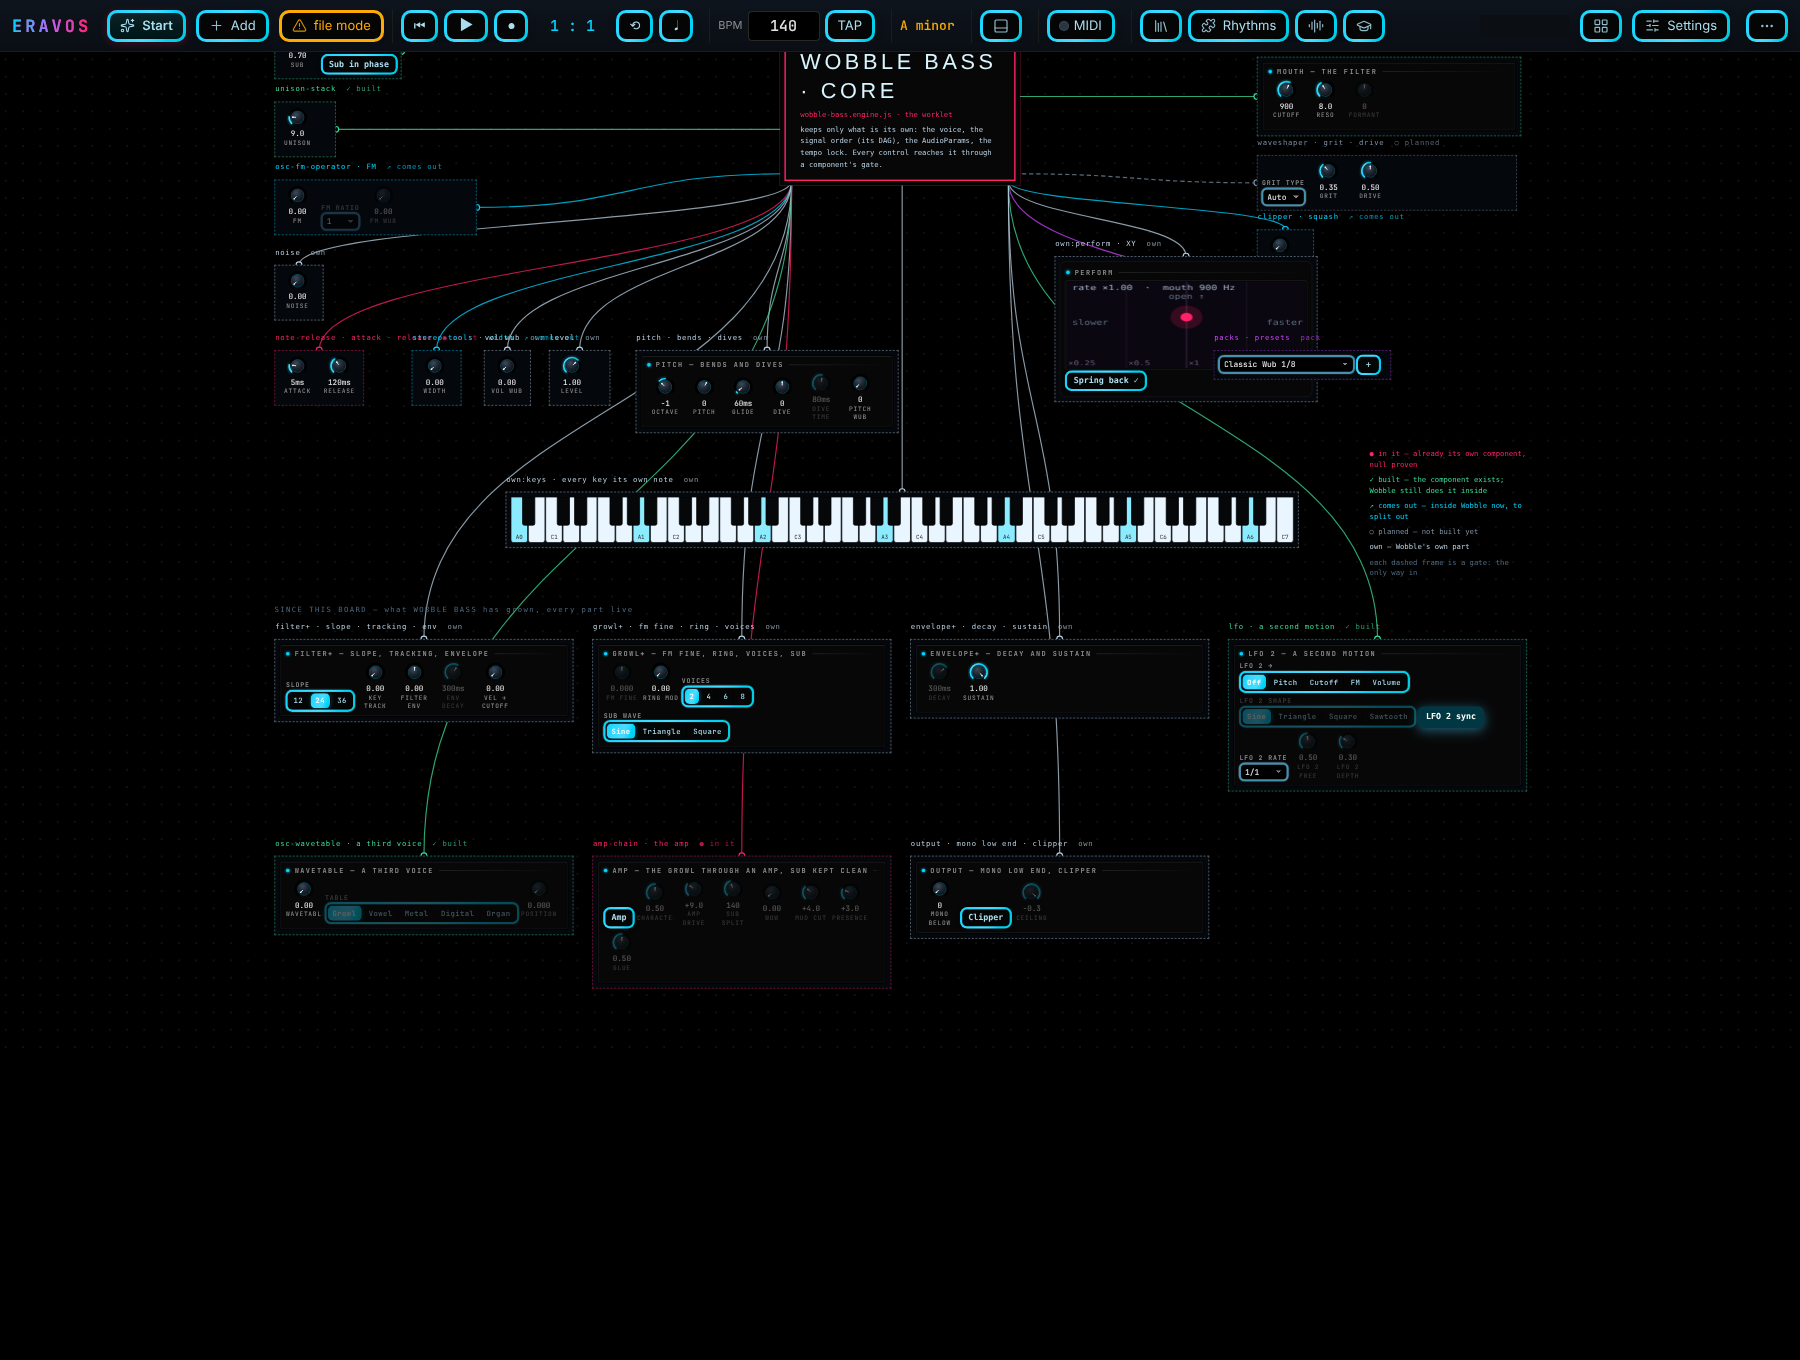 ERAVOS
Start
Add
file mode
1 : 1
BPM
140
TAP
A minor
MIDI
Rhythms
Settings
0.70
SUB
Sub in phase
unison-stack ✓ built
9.0
UNISON
osc-fm-operator · FM ↗ comes out
0.00
FM
FM RATIO
1
0.00
FM WUB
noise own
0.00
NOISE
WOBBLE BASS
· CORE
wobble-bass.engine.js · the worklet
keeps only what is its own: the voice, the
signal order (its DAG), the AudioParams, the
tempo lock. Every control reaches it through
a component's gate.
MOUTH — THE FILTER
900
CUTOFF
8.0
RESO
0
FORMANT
waveshaper · grit · drive ○ planned
GRIT TYPE
Auto
0.35
GRIT
0.50
DRIVE
clipper · squash ↗ comes out
own:perform · XY own
PERFORM
rate ×1.00 · mouth 900 Hz
open ↑
slower
faster
×0.25
×0.5
×1
Spring back ✓
packs · presets pack
Classic Wub 1/8
+
note-release · attack · release
level own
5ms
ATTACK
120ms
RELEASE
0.00
WIDTH
0.00
VOL WUB
1.00
LEVEL
pitch · bends · dives own
PITCH — BENDS AND DIVES
-1
OCTAVE
0
PITCH
60ms
GLIDE
0
DIVE
80ms
DIVE
TIME
0
PITCH
WUB
● in it — already its own component,
null proven
✓ built — the component exists;
Wobble still does it inside
↗ comes out — inside Wobble now, to
split out
○ planned — not built yet
own — Wobble's own part
each dashed frame is a gate: the
only way in
own:keys · every key its own note own
A0 C1 A1 C2 A2 C3 A3 C4 A4 C5 A5 C6 A6 C7
SINCE THIS BOARD — what WOBBLE BASS has grown, every part live
filter+ · slope · tracking · env own
FILTER+ — SLOPE, TRACKING, ENVELOPE
SLOPE
12 24 36
0.00
KEY
TRACK
0.00
FILTER
ENV
300ms
ENV
DECAY
0.00
VEL →
CUTOFF
growl+ · fm fine · ring · voices own
GROWL+ — FM FINE, RING, VOICES, SUB
0.000
FM FINE
0.00
RING MOD
VOICES
2 4 6 8
SUB WAVE
Sine Triangle Square
envelope+ · decay · sustain own
ENVELOPE+ — DECAY AND SUSTAIN
300ms
DECAY
1.00
SUSTAIN
lfo · a second motion ✓ built
LFO 2 — A SECOND MOTION
LFO 2 →
Off Pitch Cutoff FM Volume
LFO 2 SHAPE
Sine Triangle Square Sawtooth
LFO 2 sync
LFO 2 RATE
1/1
0.50
LFO 2
FREE
0.30
LFO 2
DEPTH
osc-wavetable · a third voice ✓ built
WAVETABLE — A THIRD VOICE
0.00
WAVETABL
TABLE
Growl Vowel Metal Digital Organ
0.000
POSITION
amp-chain · the amp ● in it
AMP — THE GROWL THROUGH AN AMP, SUB KEPT CLEAN
Amp
0.50
CHARACTE
+9.0
AMP
DRIVE
140
SUB
SPLIT
0.00
WOW
+4.0
MUD CUT
+3.0
PRESENCE
0.50
GLUE
output · mono low end · clipper own
OUTPUT — MONO LOW END, CLIPPER
0
MONO
BELOW
Clipper
-0.3
CEILING